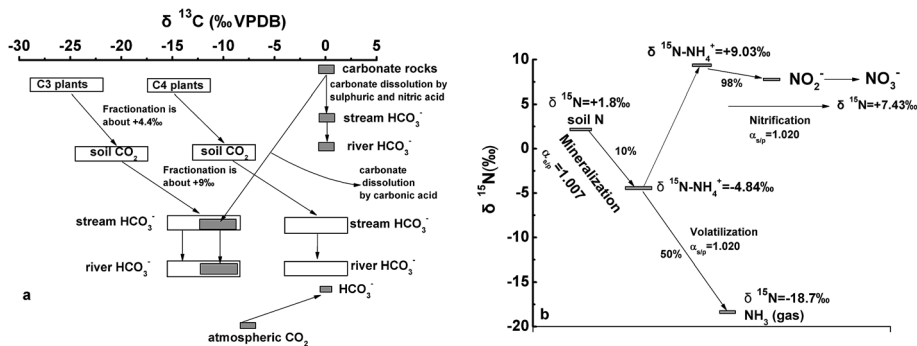 δ ¹³C (‰ VPDB)
-30 -25 -20 -15 -10 -5 0 5
C3 plants
C4 plants
carbonate rocks
carbonate dissolution by
sulphuric and nitric acid
Fractionation is
about +4.4‰
stream HCO₃⁻
river HCO₃⁻
soil CO₂
soil CO₂
Fractionation is
about +9‰
carbonate
dissolution
by carbonic acid
stream HCO₃⁻
stream HCO₃⁻
river HCO₃⁻
river HCO₃⁻
a
HCO₃⁻
atmospheric CO₂
δ ¹⁵N(‰)
10
5
0
-5
-10
-15
-20
δ ¹⁵N-NH₄⁺=+9.03‰
98%
NO₂⁻
NO₃⁻
δ ¹⁵N=+1.8‰
soil N
δ ¹⁵N=+7.43‰
Nitrification
α s/p=1.020
10%
Mineralization
α s/p=1.007
δ ¹⁵N-NH₄⁺=-4.84‰
Volatilization
α s/p=1.020
50%
δ ¹⁵N=-18.7‰
NH₃ (gas)
b